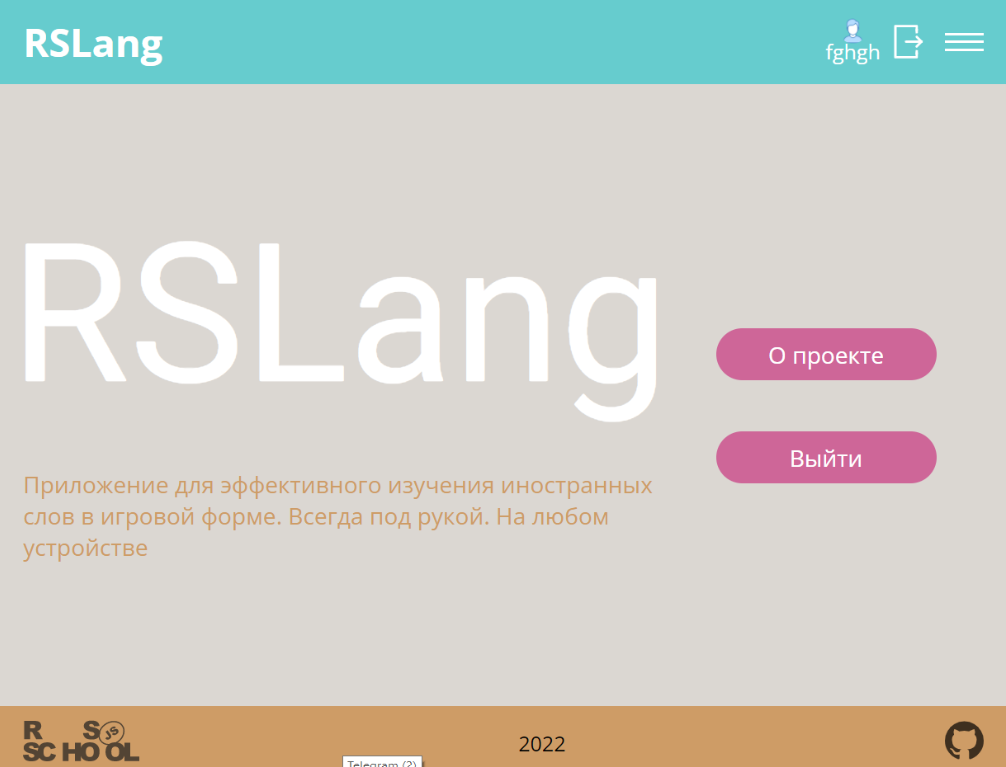 RSLang
fghgh
RSLang
О проекте
Выйти
Приложение для эффективного изучения иностранных
слов в игровой форме. Всегда под рукой. На любом
устройстве
R S JS
SCHOOL
2022
Telegram (2)